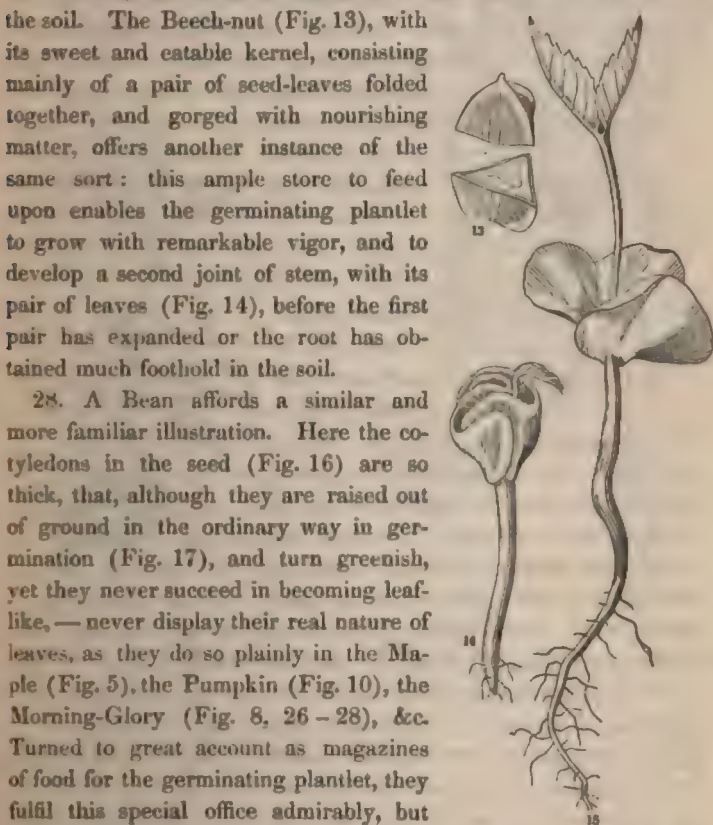 the soil. The Beech-nut (Fig. 13), with
its sweet and eatable kernel, consisting
mainly of a pair of seed-leaves folded
together, and gorged with nourishing
matter, offers another instance of the
same sort: this ample store to feed
upon enables the germinating plantlet
to grow with remarkable vigor, and to
develop a second joint of stem, with its
pair of leaves (Fig. 14), before the first
pair has expanded or the root has ob-
tained much foothold in the soil.
28. A Bean affords a similar and
more familiar illustration. Here the co-
tyledons in the seed (Fig. 16) are so
thick, that, although they are raised out
of ground in the ordinary way in ger-
mination (Fig. 17), and turn greenish,
yet they never succeed in becoming leaf-
like, — never display their real nature of
leaves, as they do so plainly in the Ma-
ple (Fig. 5), the Pumpkin (Fig. 10), the
Morning-Glory (Fig. 8, 26 – 28), &c.
Turned to great account as magazines
of food for the germinating plantlet, they
fulfil this special office admirably, but
13
14
15